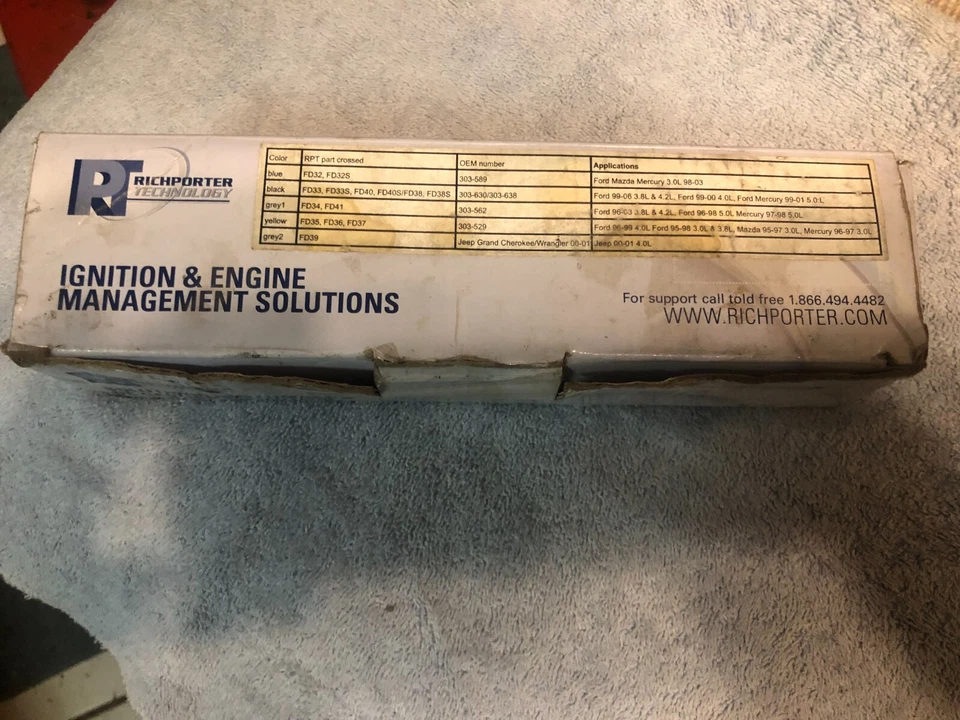 RT RICHPORTER
TECHNOLOGY
Color RPT part crossed OEM number Applications
blue FD32, FD32S 303-589 Ford Mazda Mercury 3.0L 98-03
black FD33, FD33S, FD40, FD40S/FD38, FD38S 303-630/303-638 Ford 99-06 3.8L & 4.2L, Ford 99-00 4.0L, Ford Mercury 99-01 5.0:L
grey1 FD34, FD41 303-562 Ford 96-03 3.8L & 4.2L, Ford 96-98 5.0L Mercury 97-98 5.0L
yellow FD35, FD36, FD37 303-529 Ford 96-99 4.0L Ford 95-98 3.0L & 3.8L, Mazda 95-97 3.0L, Mercury 96-97 3.0L
grey2 FD39 Jeep Grand Cherokee/Wrangler 00-01 Jeep 00-01 4.0L
IGNITION & ENGINE
MANAGEMENT SOLUTIONS
For support call told free 1.866.494.4482
WWW.RICHPORTER.COM